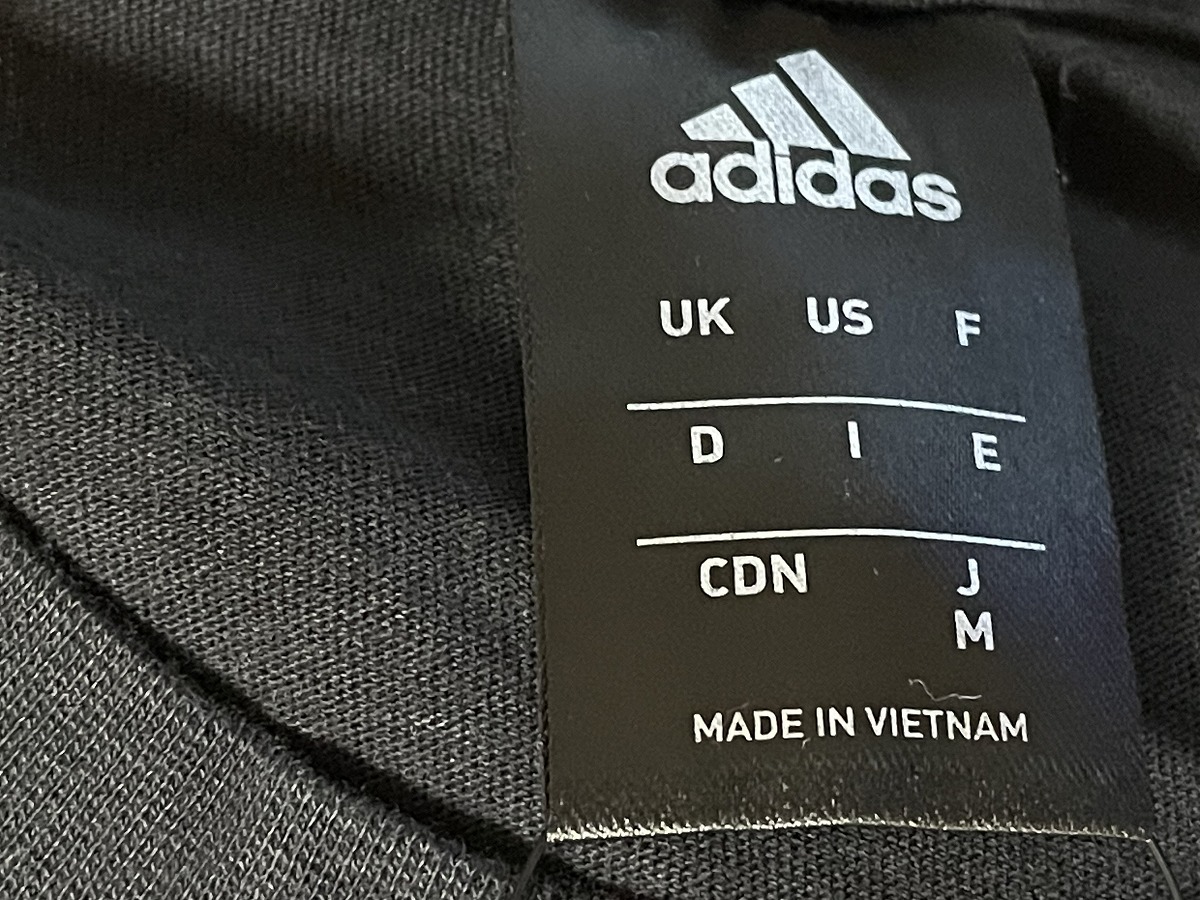 adidas
UK US F
D I E
CDN J
M
MADE IN VIETNAM